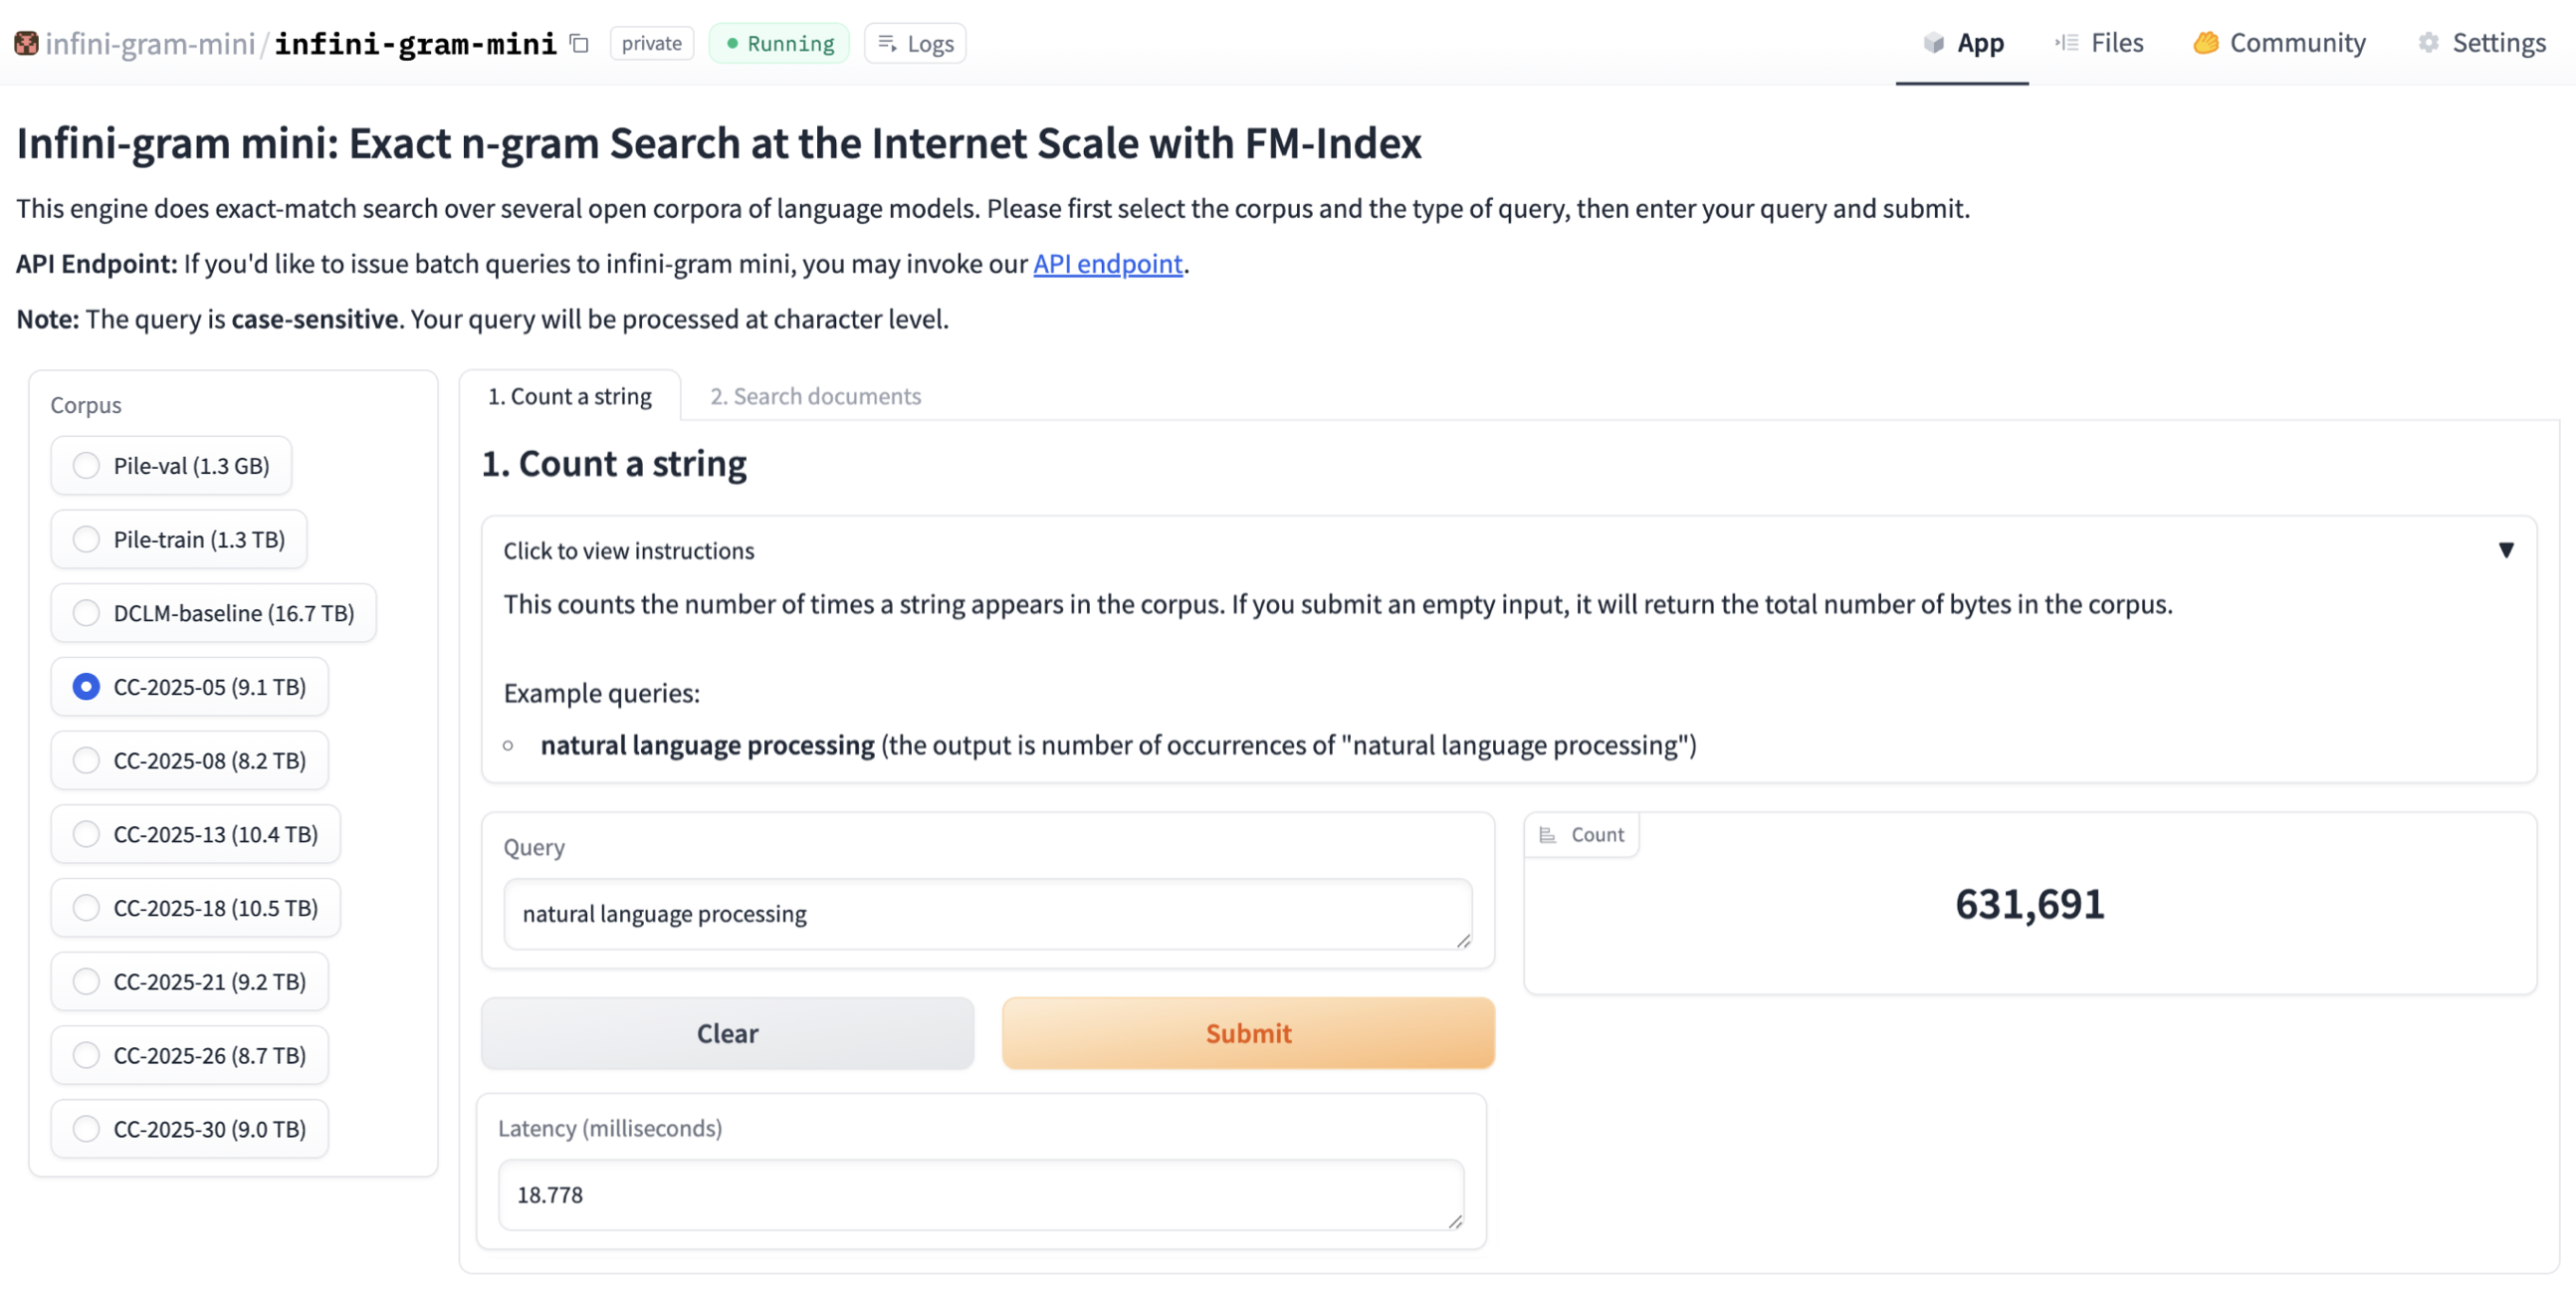 infini-gram-mini/infini-gram-mini private Running Logs App Files Community Settings
Infini-gram mini: Exact n-gram Search at the Internet Scale with FM-Index
This engine does exact-match search over several open corpora of language models. Please first select the corpus and the type of query, then enter your query and submit.
API Endpoint: If you'd like to issue batch queries to infini-gram mini, you may invoke our API endpoint.
Note: The query is case-sensitive. Your query will be processed at character level.
Corpus
Pile-val (1.3 GB)
Pile-train (1.3 TB)
DCLM-baseline (16.7 TB)
CC-2025-05 (9.1 TB)
CC-2025-08 (8.2 TB)
CC-2025-13 (10.4 TB)
CC-2025-18 (10.5 TB)
CC-2025-21 (9.2 TB)
CC-2025-26 (8.7 TB)
CC-2025-30 (9.0 TB)
1. Count a string 2. Search documents
1. Count a string
Click to view instructions
This counts the number of times a string appears in the corpus. If you submit an empty input, it will return the total number of bytes in the corpus.
Example queries:
natural language processing (the output is number of occurrences of "natural language processing")
Query
natural language processing
Clear Submit
Latency (milliseconds)
18.778
Count
631,691